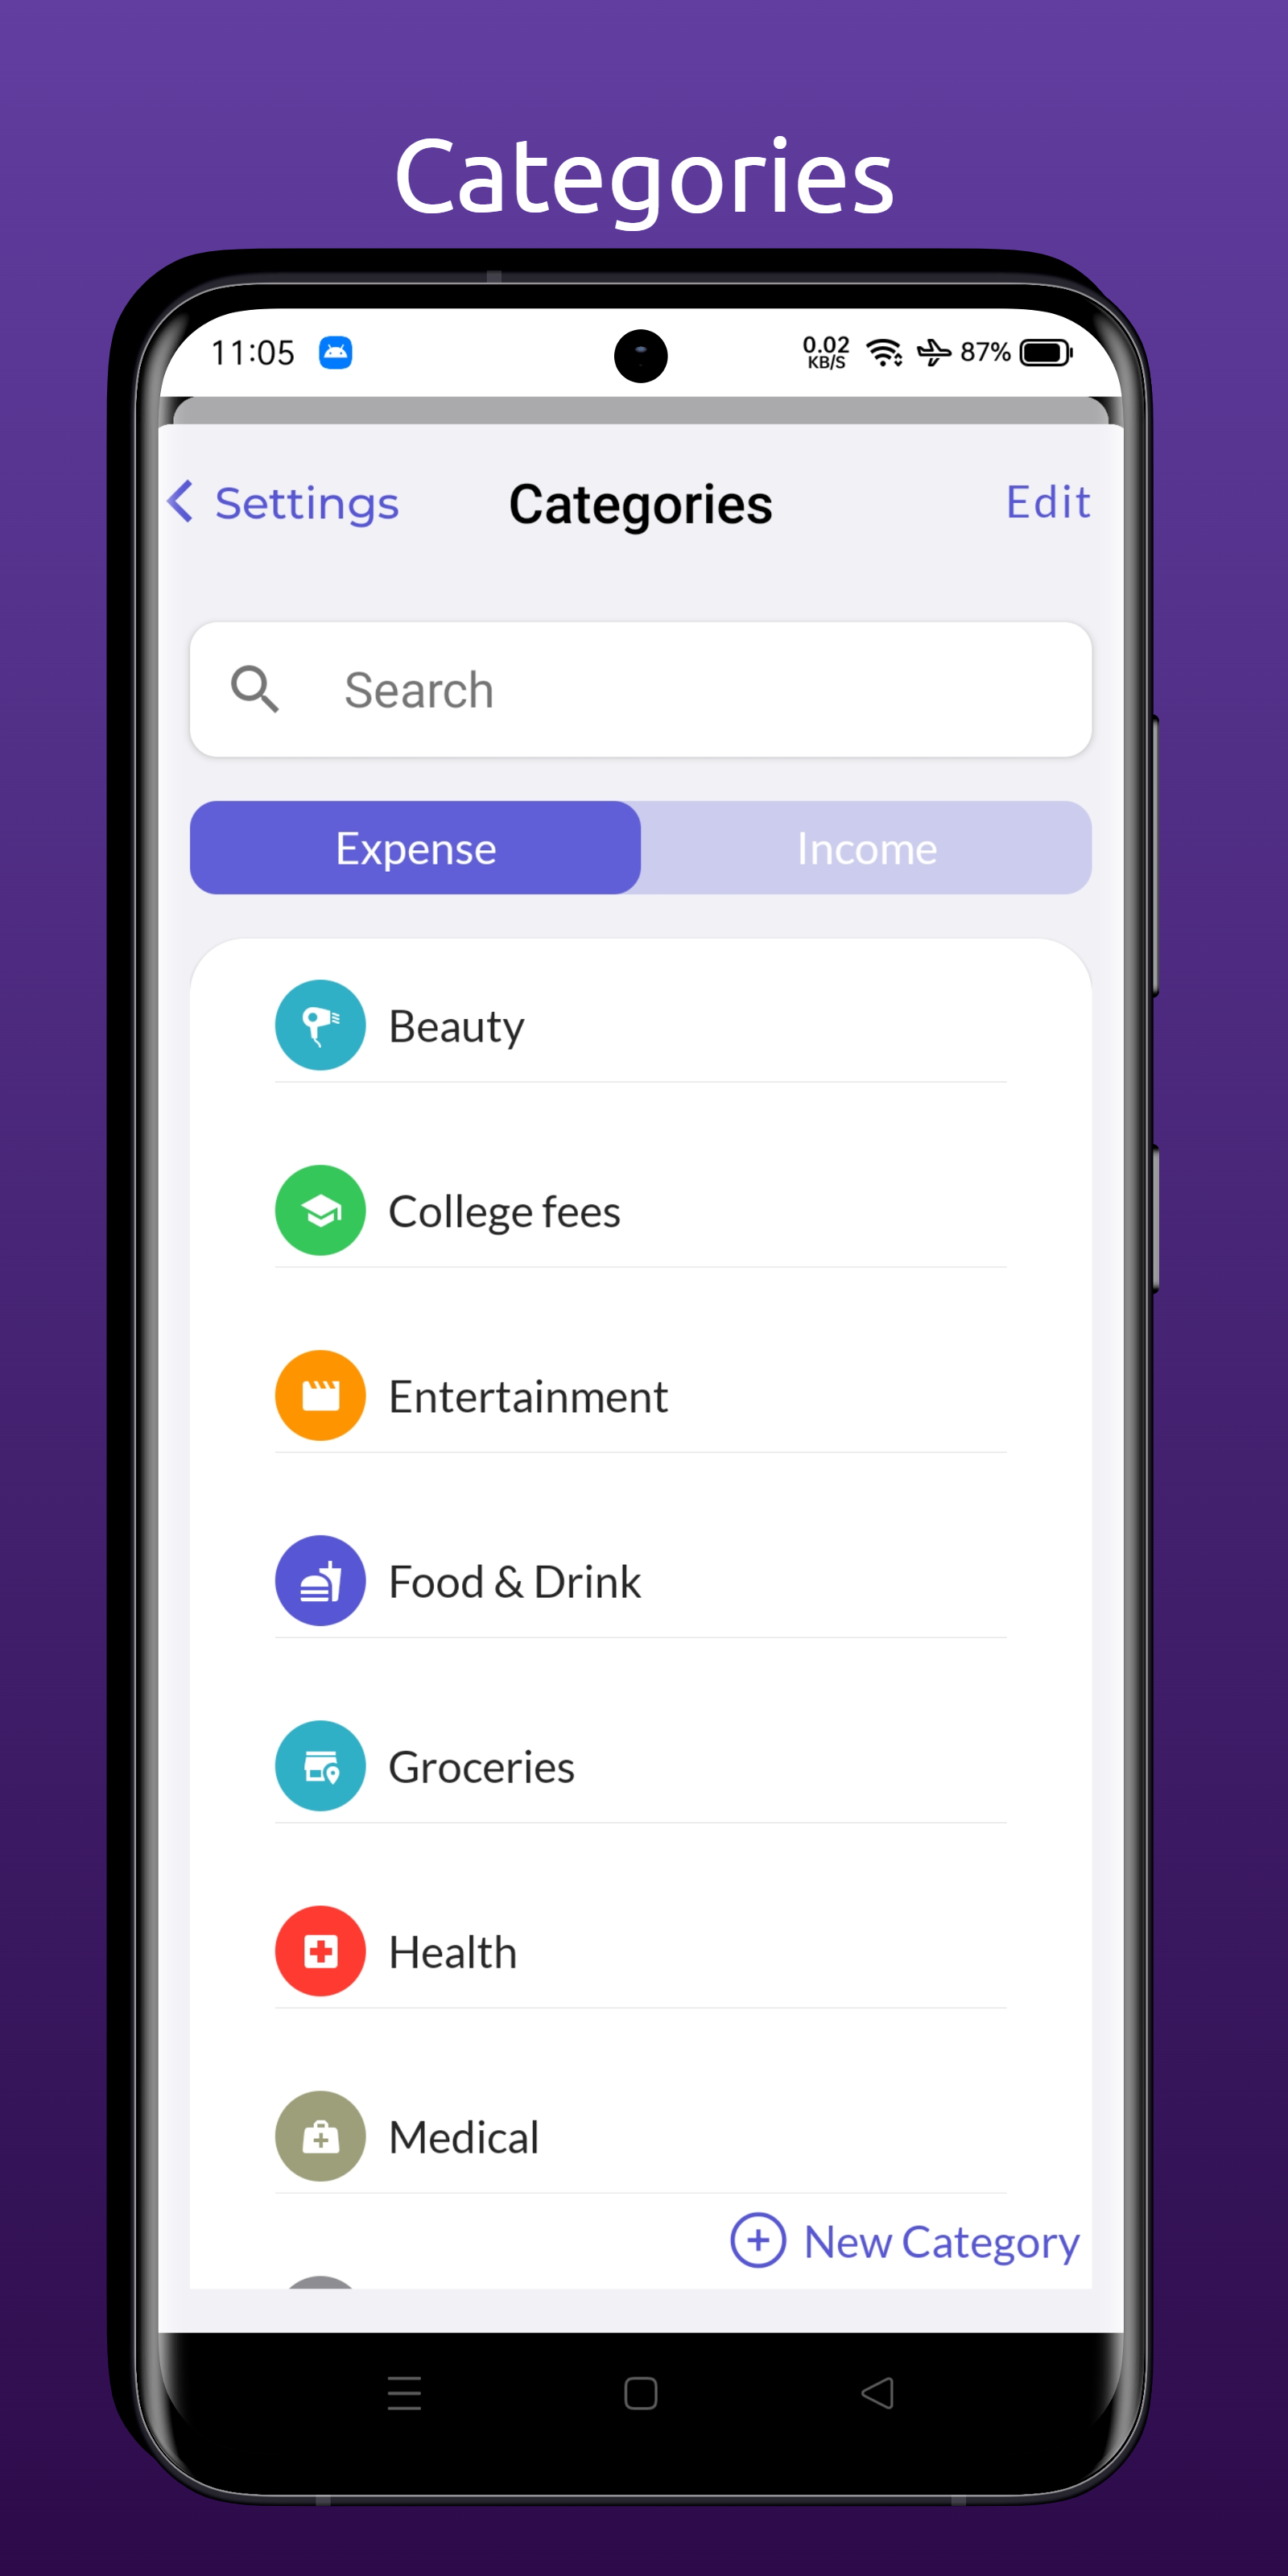 Categories
11:05 0.02 KB/S 87%
Settings Categories Edit
Search
Expense Income
Beauty
College fees
Entertainment
Food & Drink
Groceries
Health
Medical
New Category